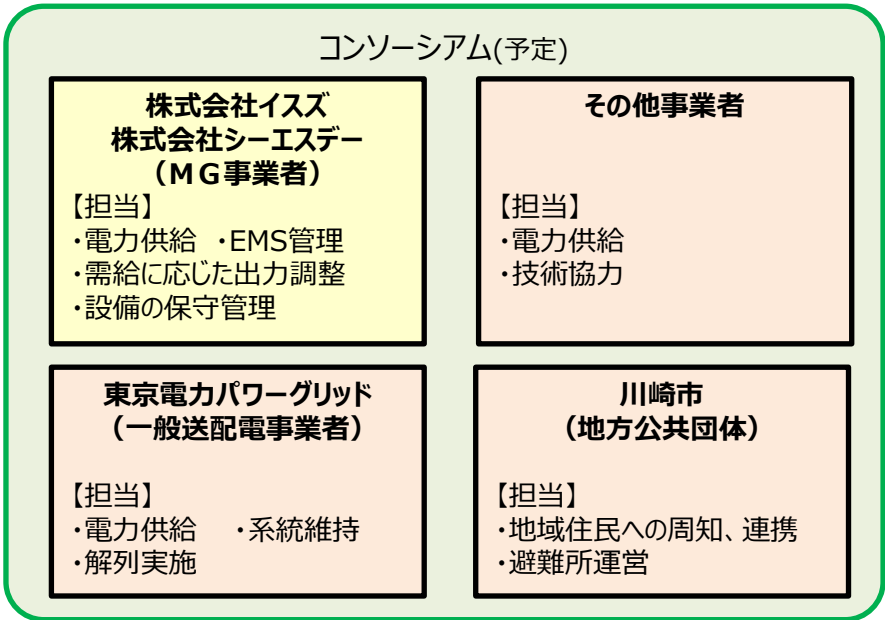 コンソーシアム(予定)
株式会社イスズ
株式会社シーエスデー
（ＭＧ事業者）
【担当】
・電力供給　・EMS管理
・需給に応じた出力調整
・設備の保守管理
その他事業者
【担当】
・電力供給
・技術協力
東京電力パワーグリッド
（一般送配電事業者）
【担当】
・電力供給　　・系統維持
・解列実施
川崎市
（地方公共団体）
【担当】
・地域住民への周知、連携
・避難所運営